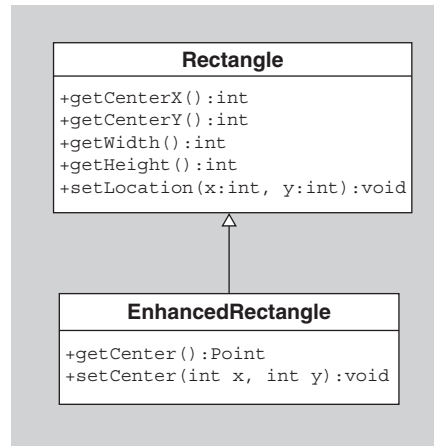 Rectangle
+getCenterX():int
+getCenterY():int
+getWidth():int
+getHeight():int
+setLocation(x:int, y:int):void
EnhancedRectangle
+getCenter():Point
+setCenter(int x, int y):void